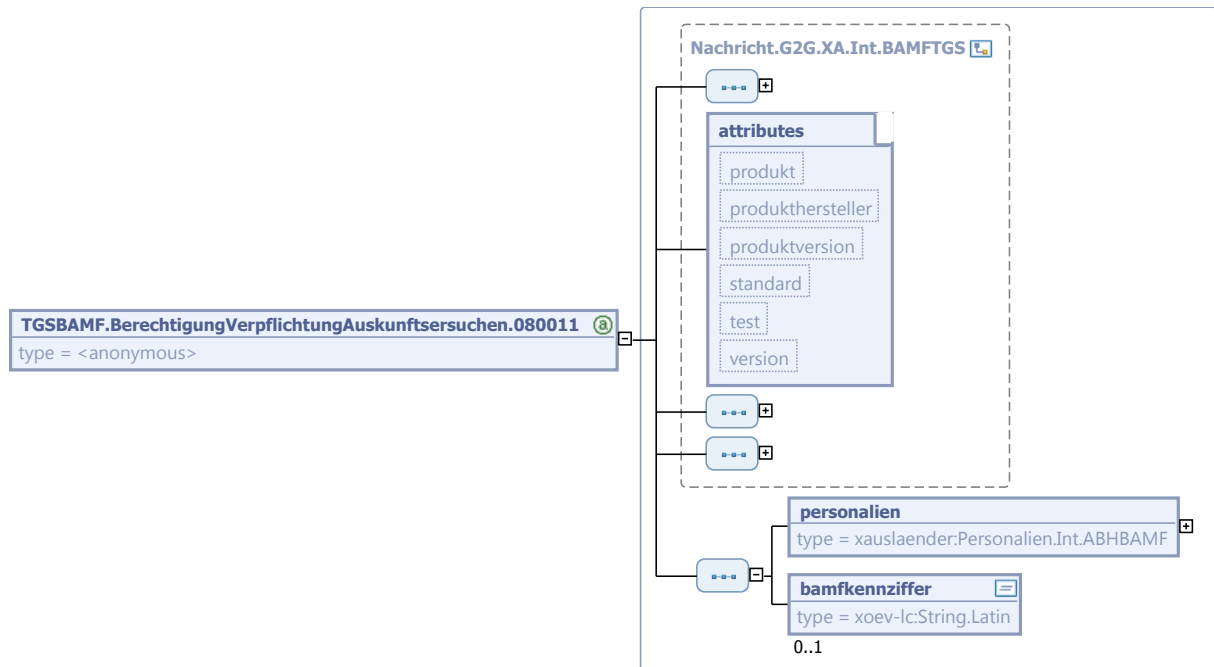 Nachricht.G2G.XA.Int.BAMFTGS
attributes
produkt
produkthersteller
produktversion
standard
test
version
TGSBAMF.BerechtigungVerpflichtungAuskunftsersuchen.080011 a
type = <anonymous>
personalien
type = xauslaender:Personalien.Int.ABHBAMF
bamfkennziffer
type = xoev-lc:String.Latin
0..1